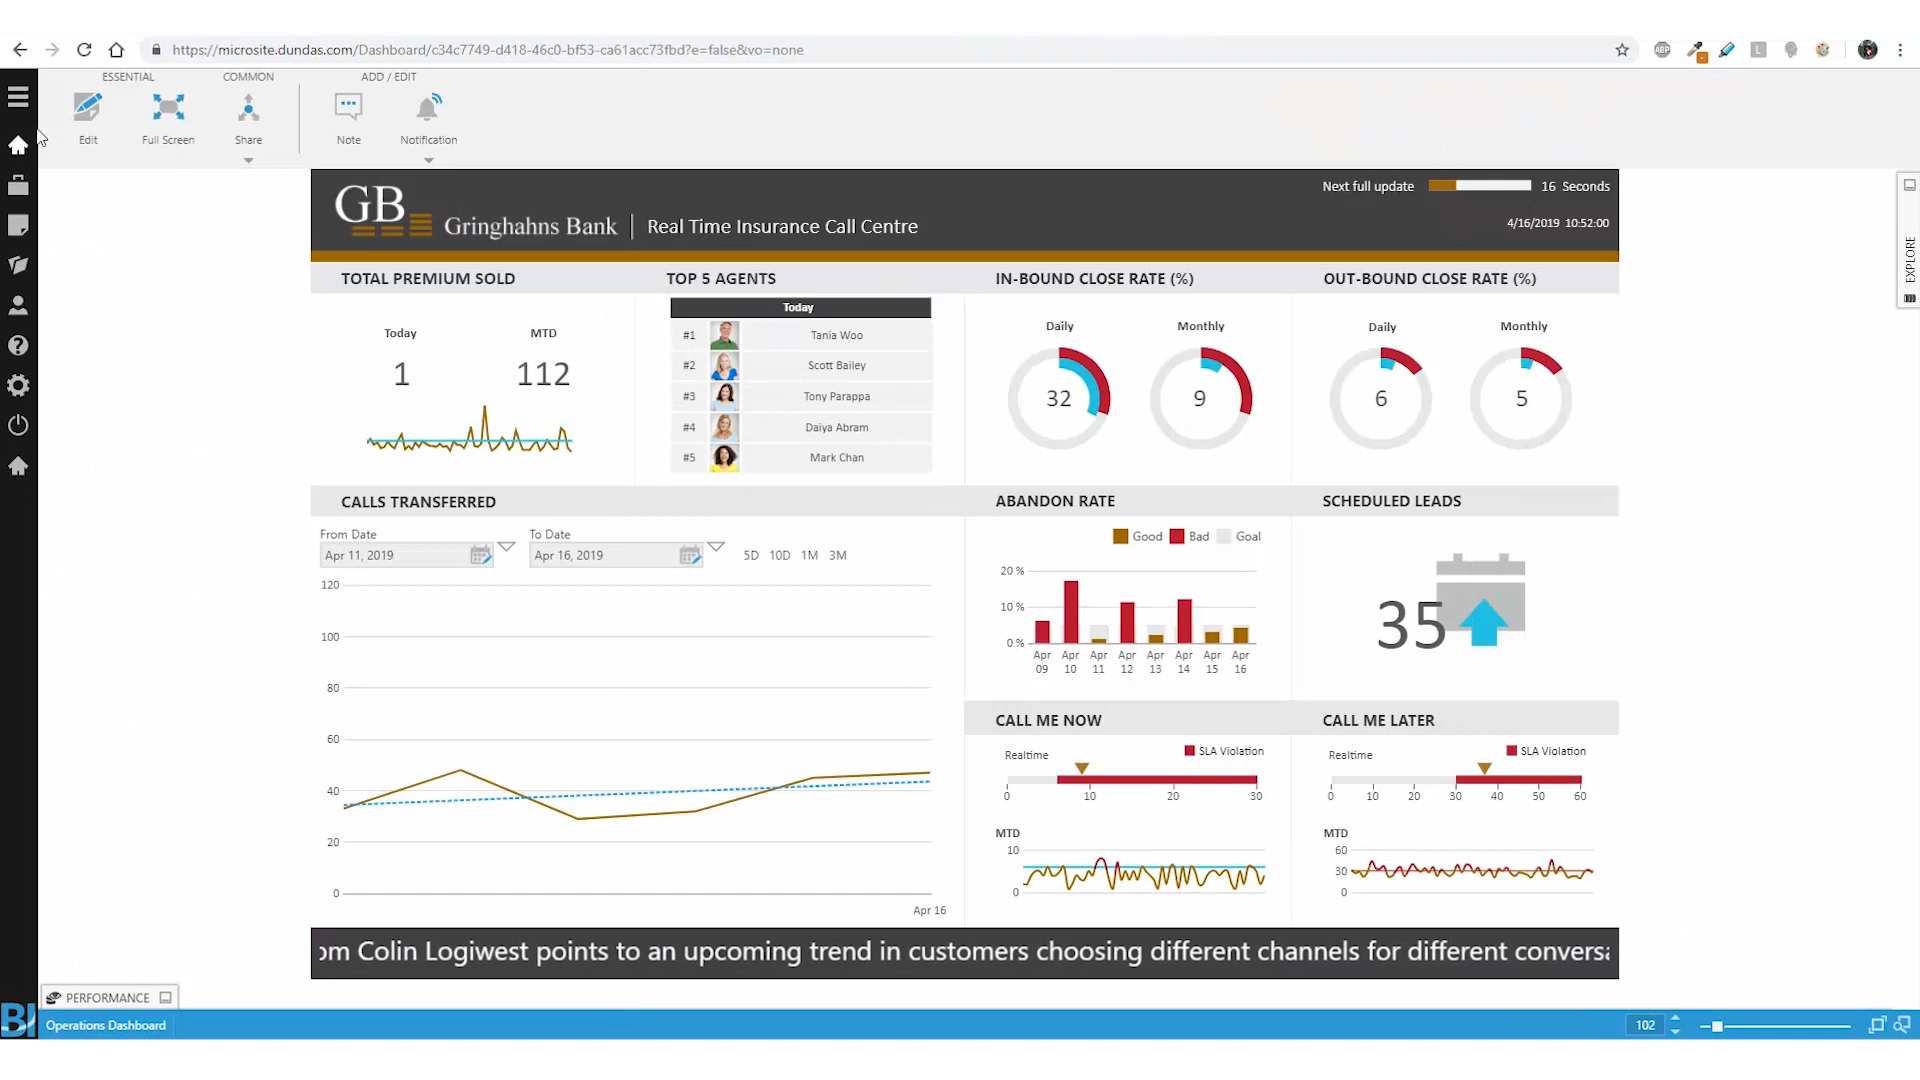 https://microsite.dundas.com/Dashboard/c34c7749-d418-46c0-bf53-ca61acc73fbd?e=false&vo=none
ESSENTIAL COMMON ADD / EDIT
Edit Full Screen Share Note Notification
EXPLORE
GB Gringhahns Bank Real Time Insurance Call Centre
Next full update 16 Seconds
4/16/2019 10:52:00
TOTAL PREMIUM SOLD
Today MTD
1 112
TOP 5 AGENTS
Today
#1 Tania Woo
#2 Scott Bailey
#3 Tony Parappa
#4 Daiya Abram
#5 Mark Chan
IN-BOUND CLOSE RATE (%)
Daily Monthly
32 9
OUT-BOUND CLOSE RATE (%)
Daily Monthly
6 5
CALLS TRANSFERRED
From Date To Date
Apr 11, 2019 Apr 16, 2019 5D 10D 1M 3M
120
100
80
60
40
20
0
Apr 16
ABANDON RATE
Good Bad Goal
20 %
10 %
0 %
Apr Apr Apr Apr Apr Apr Apr Apr
09 10 11 12 13 14 15 16
SCHEDULED LEADS
35
CALL ME NOW
Realtime SLA Violation
0 10 20 30
MTD
10
0
CALL ME LATER
Realtime SLA Violation
0 10 20 30 40 50 60
MTD
60
30
0
om Colin Logiwest points to an upcoming trend in customers choosing different channels for different conversa
PERFORMANCE
BI Operations Dashboard 102